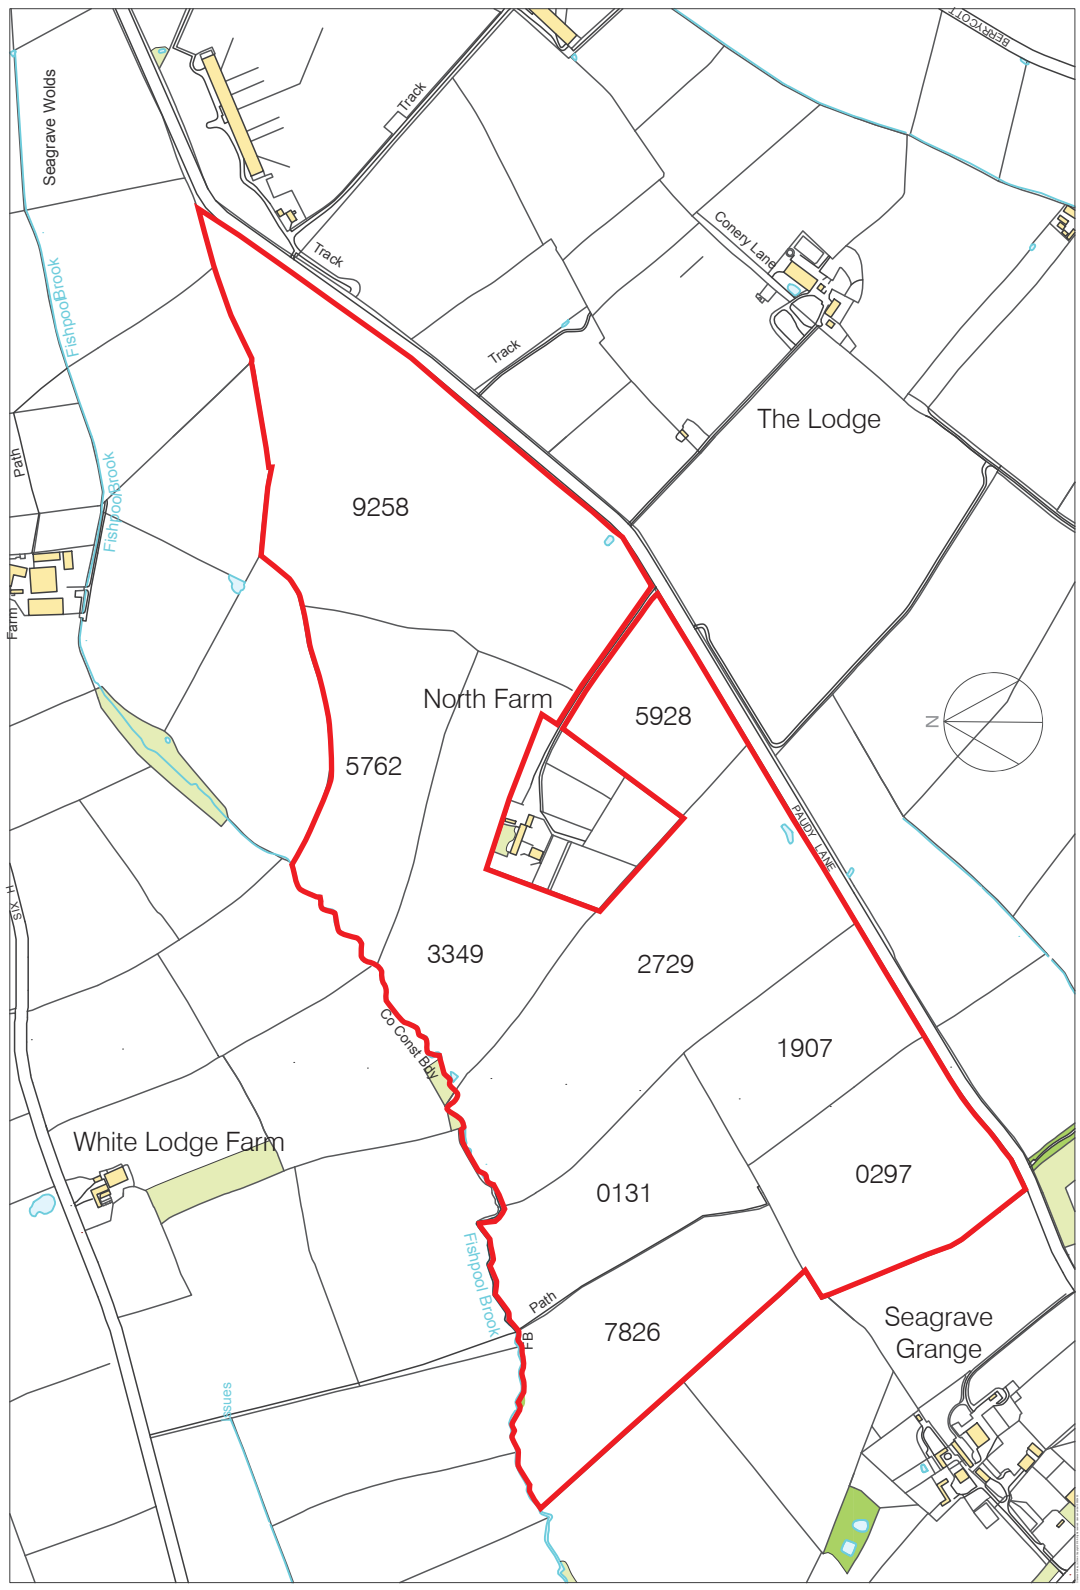 BERRYCOTT
Seagrave Wolds
Track
Conery Lane
Track
Fishpool Brook
Track
The Lodge
Path
9258
Fishpool Brook
Farm
North Farm
5928
N
5762
PAUDY LANE
SIX H
3349
2729
Co Const Bdy
1907
White Lodge Farm
0297
0131
Fishpool Brook
Path
FB
7826
Seagrave
Grange
Issues